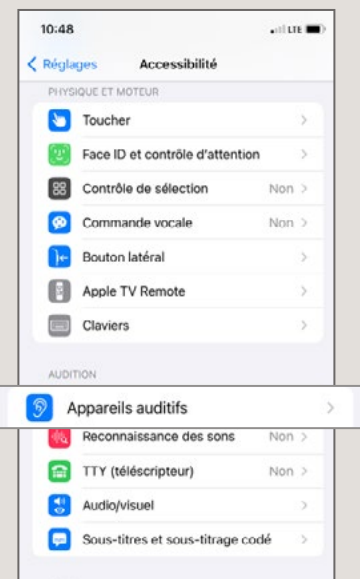 10:48
LTE
Réglages Accessibilité
PHYSIQUE ET MOTEUR
Toucher
Face ID et contrôle d'attention
Contrôle de sélection Non
Commande vocale Non
Bouton latéral
Apple TV Remote
Claviers
AUDITION
Appareils auditifs
Reconnaissance des sons Non
TTY (téléscripteur) Non
Audio/visuel
Sous-titres et sous-titrage codé